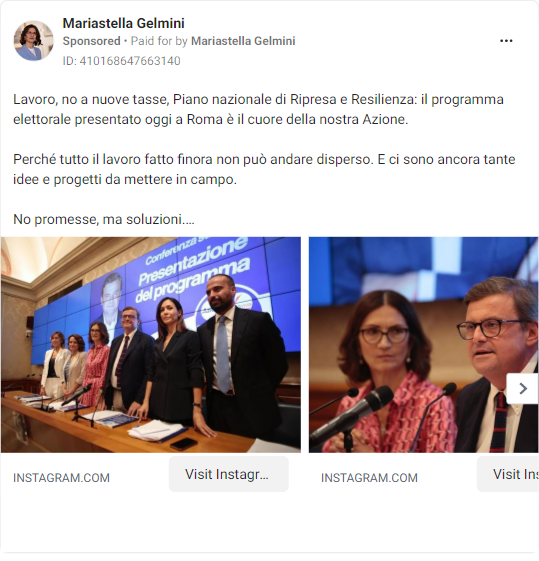 Mariastella Gelmini
Sponsored • Paid for by Mariastella Gelmini
ID: 410168647663140
Lavoro, no a nuove tasse, Piano nazionale di Ripresa e Resilienza: il programma
elettorale presentato oggi a Roma è il cuore della nostra Azione.
Perché tutto il lavoro fatto finora non può andare disperso. E ci sono ancora tante
idee e progetti da mettere in campo.
No promesse, ma soluzioni....
Presentazione
del programma
INSTAGRAM.COM
Visit Instagr...
INSTAGRAM.COM
Visit Ins